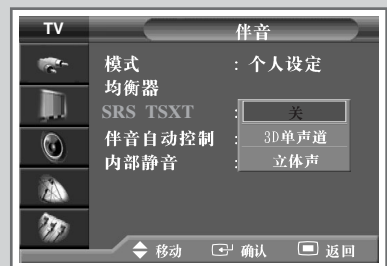 TV 伴音
模式 : 个人设定
均衡器
SRS TSXT : 关
伴音自动控制 : 3D单声道
内部静音 : 立体声
移动 确认 返回